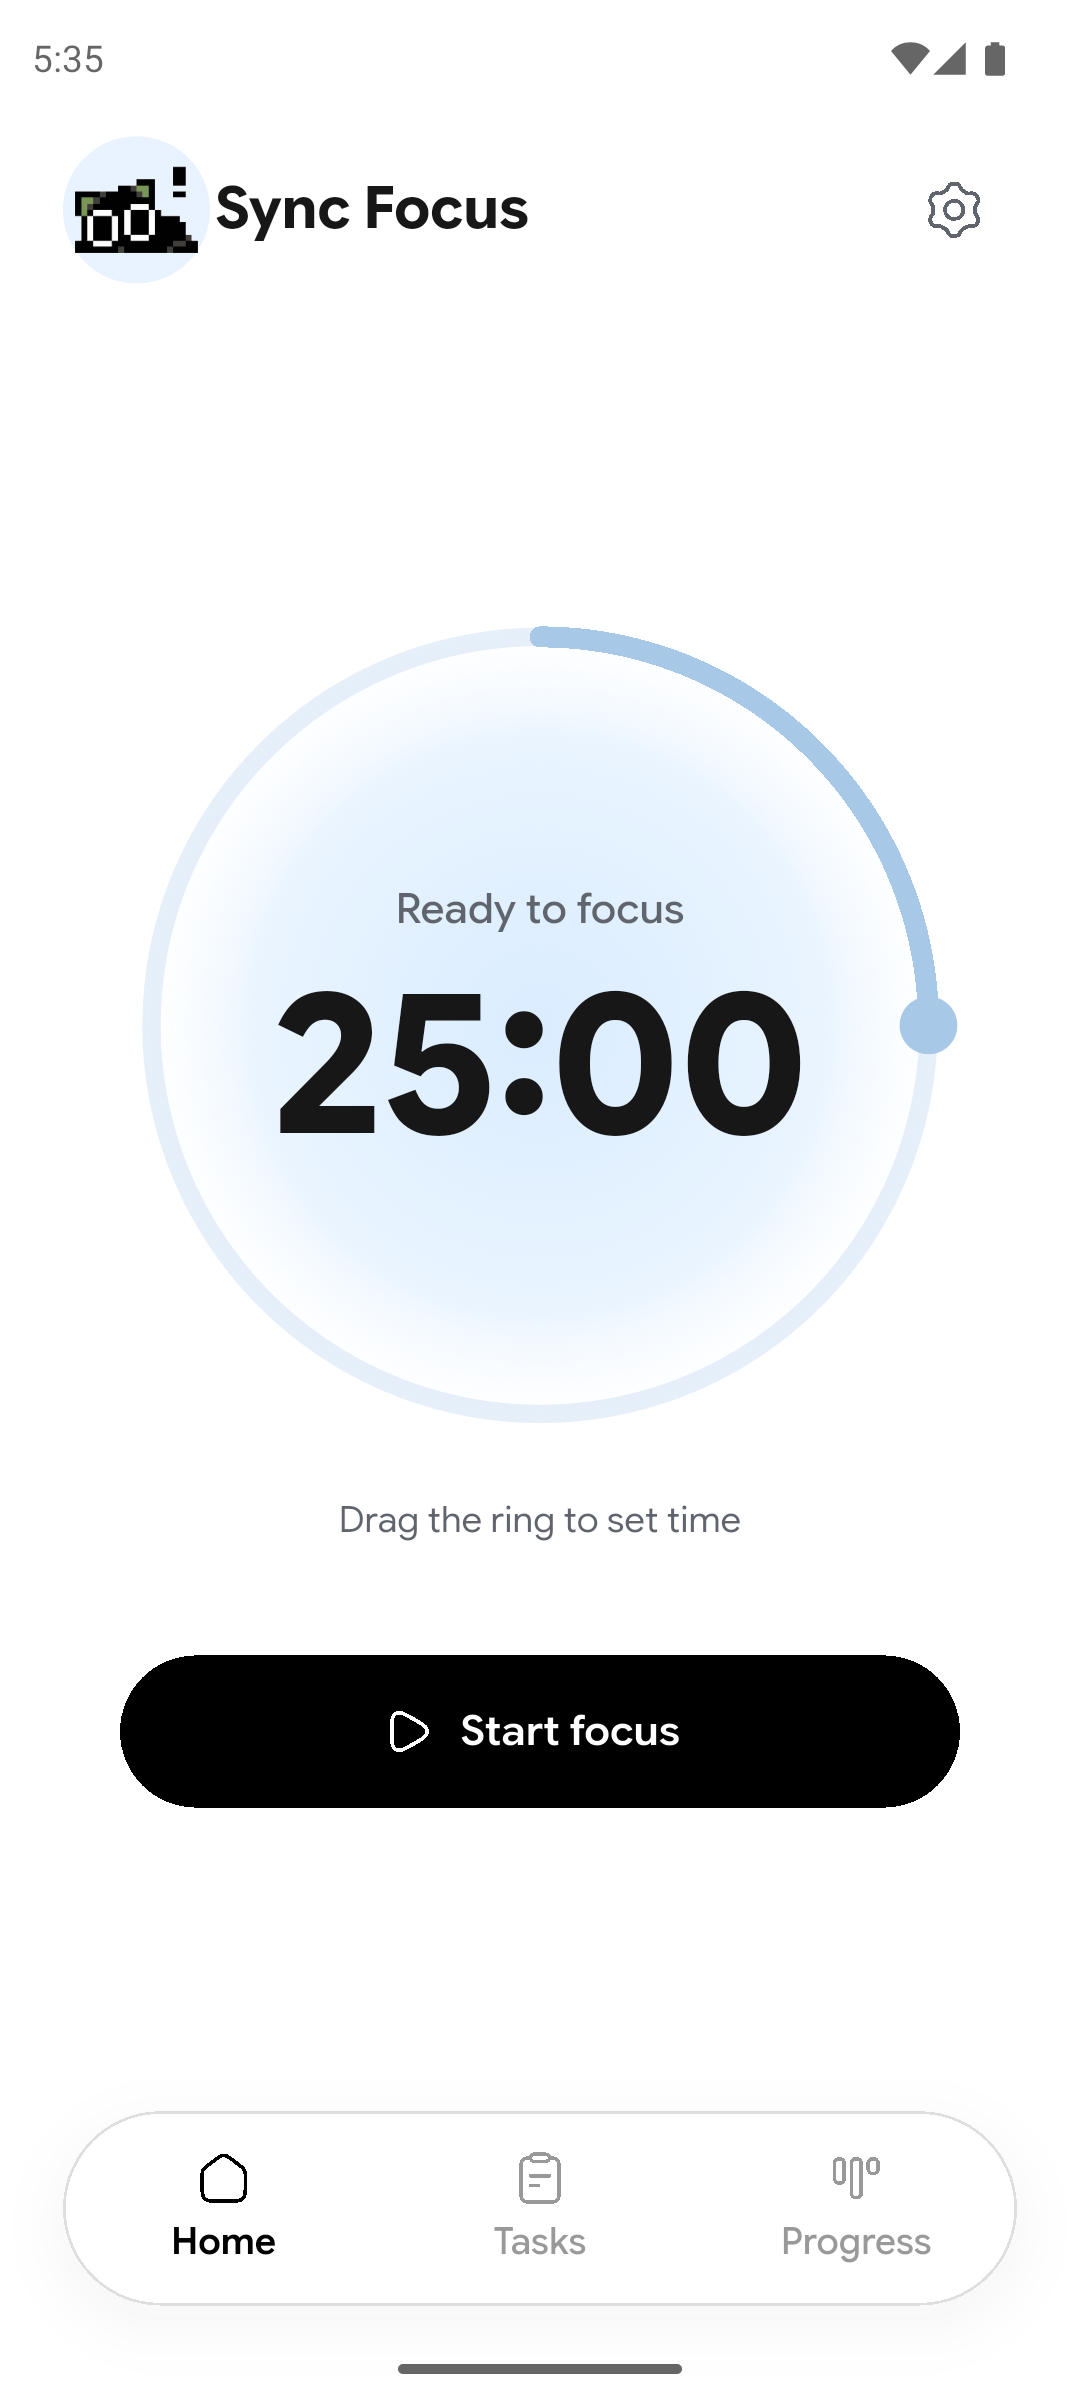 5:35
Sync Focus
Ready to focus
25:00
Drag the ring to set time
Start focus
Home
Tasks
Progress